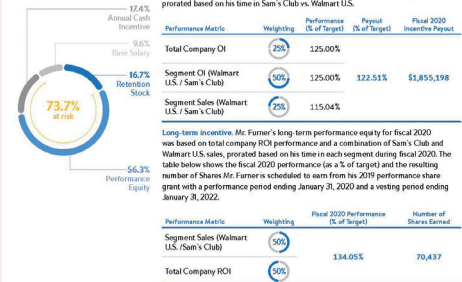 17.4%
Annual Cash
Incentive
9.6%
Base Salary
16.7%
Retention
Stock
73.7%
at risk
56.3%
Performance
Equity
prorated based on his time in Sam's Club vs. Walmart U.S.
Performance Metric Weighting Performance (% of Target) Payout (% of Target) Fiscal 2020 Incentive Payout
Total Company OI 25% 125.00%
Segment OI (Walmart
U.S. / Sam's Club) 50% 125.00% 122.51% $1,855,198
Segment Sales (Walmart
U.S. / Sam's Club) 25% 115.04%
Long-term incentive. Mr. Furner's long-term performance equity for fiscal 2020
was based on total company ROI performance and a combination of Sam's Club and
Walmart U.S. sales, prorated based on his time in each segment during fiscal 2020. The
table below shows the fiscal 2020 performance (as a % of target) and the resulting
number of Shares Mr. Furner is scheduled to earn from his 2019 performance share
grant with a performance period ending January 31, 2020 and a vesting period ending
January 31, 2022.
Performance Metric Weighting Fiscal 2020 Performance (% of Target) Number of Shares Earned
Segment Sales (Walmart
U.S. /Sam's Club) 50%
134.05% 70,437
Total Company ROI 50%